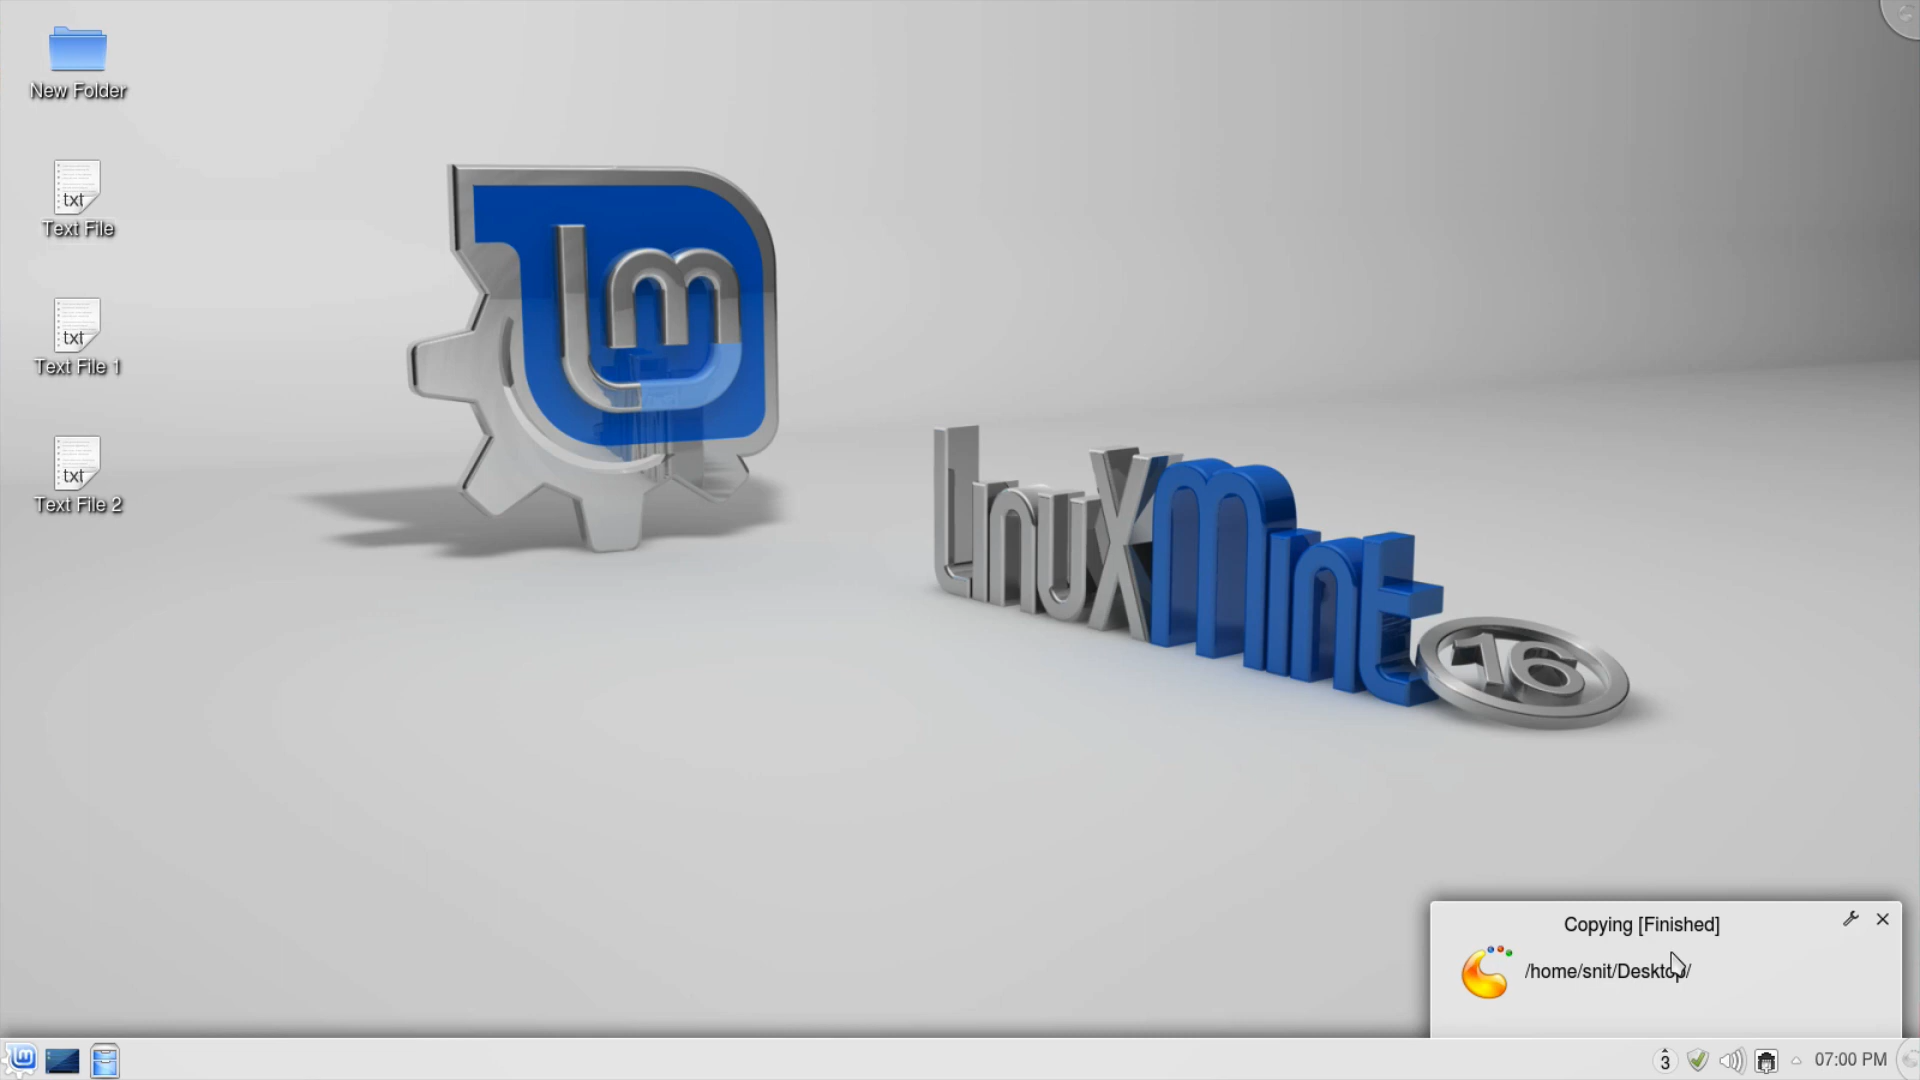 New Folder
txt
Text File
txt
Text File 1
txt
Text File 2
lm
LinuxMint
16
Copying [Finished]
/home/snit/Desktop/
3
07:00 PM